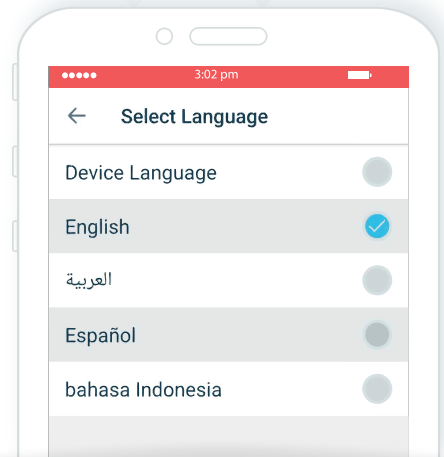 3:02 pm
Select Language
Device Language
English
العربية
Español
bahasa Indonesia